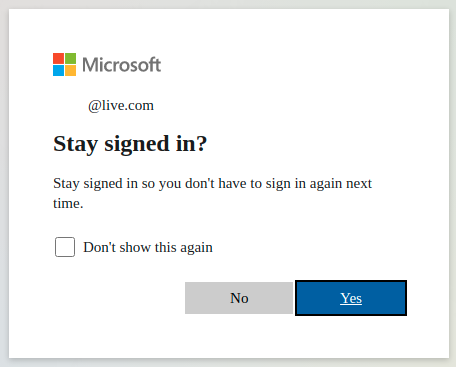 Microsoft
@live.com
Stay signed in?
Stay signed in so you don't have to sign in again next
time.
Don't show this again
No
Yes